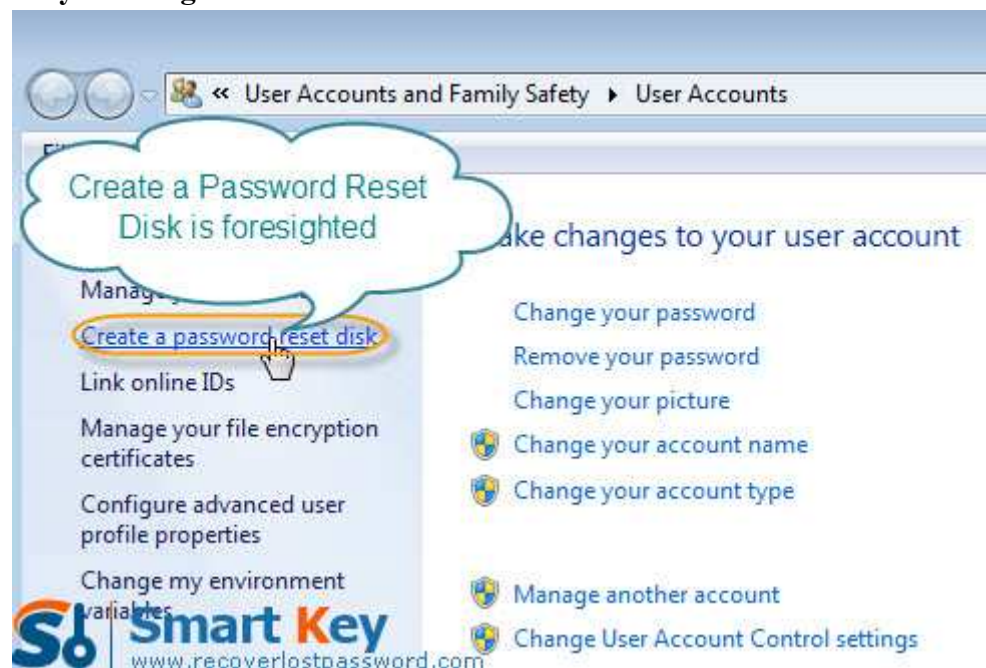 « User Accounts and Family Safety ▸ User Accounts
Create a Password Reset
Disk is foresighted
ake changes to your user account
Manag
Create a password reset disk
Link online IDs
Manage your file encryption
certificates
Configure advanced user
profile properties
Change my environment
variables
Change your password
Remove your password
Change your picture
Change your account name
Change your account type
Manage another account
Change User Account Control settings
Smart Key
www.recoverlostpassword.com